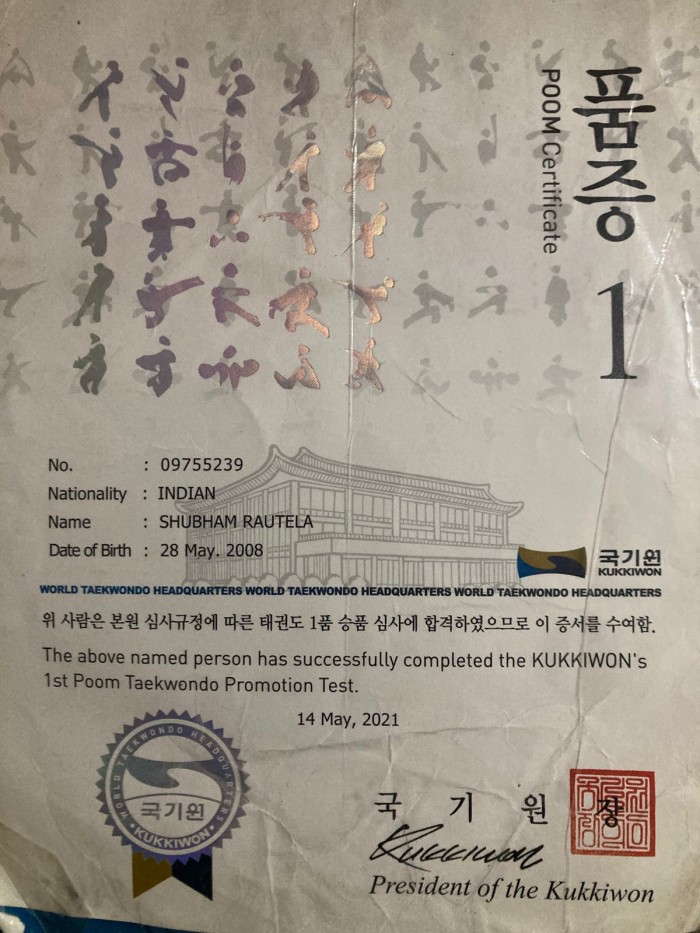 품증
POOM Certificate
1
No. : 09755239
Nationality : INDIAN
Name : SHUBHAM RAUTELA
Date of Birth : 28 May. 2008
국기원
KUKKIWON
WORLD TAEKWONDO HEADQUARTERS WORLD TAEKWONDO HEADQUARTERS WORLD TAEKWONDO HEADQUARTERS
위 사람은 본원 심사규정에 따른 태권도 1품 승품 심사에 합격하였으므로 이 증서를 수여함.
The above named person has successfully completed the KUKKIWON's
1st Poom Taekwondo Promotion Test.
14 May, 2021
WORLD TAEKWONDO HEADQUARTERS
국기원
KUKKIWON
국 기 원 장
Kukkiwon
President of the Kukkiwon